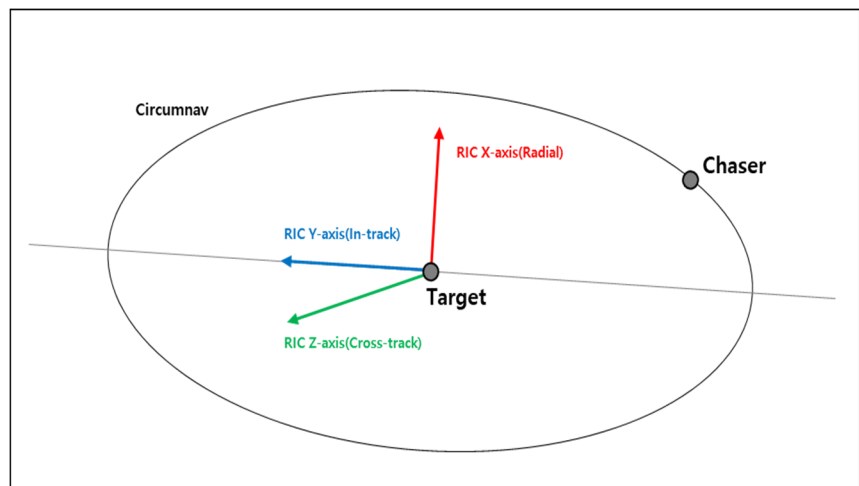 Circumnav
RIC X-axis(Radial)
Chaser
RIC Y-axis(In-track)
Target
RIC Z-axis(Cross-track)